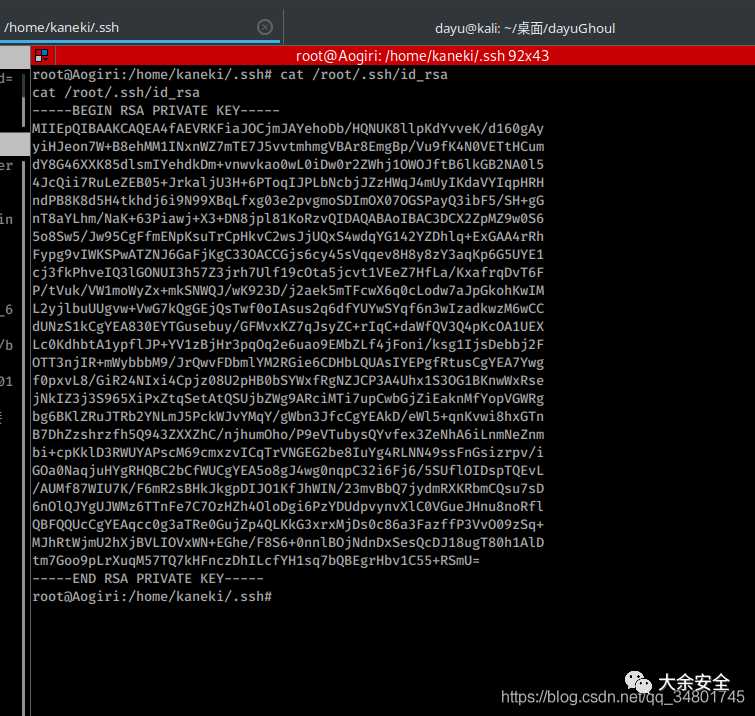 /home/kaneki/.ssh
dayu@kali: ~/桌面/dayuGhoul
root@Aogiri: /home/kaneki/.ssh 92x43
root@Aogiri:/home/kaneki/.ssh# cat /root/.ssh/id_rsa
cat /root/.ssh/id_rsa
-----BEGIN RSA PRIVATE KEY-----
MIIEpQIBAAKCAQEA4fAEVRKFiaJOCjmJAYehoDb/HQNUK8llpKdYvveK/d160gAy
yiHJeon7W+B8ehMM1INxnWZ7mTE7J5vvtmhmgVBAr8EmgBp/Vu9fK4N0VETtHCum
dY8G46XXK85dlsmIYehdkDm+vnwvkao0wL0iDw0r2ZWhj1OWOJftB6lkGB2NA0l5
4JcQii7RuLeZEB05+JrkaljU3H+6PToqIJPLbNcbjJZzHWqJ4mUyIKdaVYIqpHRH
ndPB8K8d5H4tkhdj6i9N99XBqLfxg03e2pvgmoSDImOX07OGSPayQ3ibF5/SH+gG
nT8aYLhm/NaK+63Piawj+X3+DN8jpl81KoRzvQIDAQABAoIBAC3DCX2ZpMZ9w0S6
5o8Sw5/Jw95CgFfmENpKsuTrCpHkvC2wsJjUQxS4wdqYG142YZDhlq+ExGAA4rRh
Fypg9vIWKSPwATZNJ6GaFjKgC33OACCGjs6cy45sVqqev8H8y8zY3aqKp6G5UYE1
cj3fkPhveIQ3lGONUI3h57Z3jrh7Ulf19cOta5jcvt1VEeZ7HfLa/KxafrqDvT6F
P/tVuk/VW1moWyZx+mkSNWQJ/wK923D/j2aek5mTFcwX6q0cLodw7aJpGkohKwIM
L2yjlbuUUgvw+VwG7kQgGEjQsTwf0oIAsus2q6dfYUYwSYqf6n3wIzadkwzM6wCC
dUNzS1kCgYEA830EYTGusebuy/GFMvxKZ7qJsyZC+rIqC+daWfQV3Q4pKcOA1UEX
Lc0KdhbtA1ypflJP+YV1zBjHr3pqOq2e6uao9EMbZLf4jFoni/ksg1IjsDebbj2F
OTT3njIR+mWybbbM9/JrQwvFDbmlYM2RGie6CDHbLQUAsIYEPgfRtusCgYEA7Ywg
f0pxvL8/GiR24NIxi4Cpjz08U2pHB0bSYWxfRgNZJCP3A4Uhx1S3OG1BKnwWxRse
jNkIZ3j3S965XiPxZtqSetAtQSUjbZWg9ARciMTi7upCwbGjZiEaknMfYopVGWRg
bg6BKlZRuJTRb2YNLmJ5PckWJvYMqY/gWbn3JfcCgYEAkD/eWl5+qnKvwi8hxGTn
B7DhZzshrzfh5Q943ZXXZhC/njhumOho/P9eVTubysQYvfex3ZeNhA6iLnmNeZnm
bi+cpKklD3RWUYAPscM69cmxzvICqTrVNGEG2be8IuYg4RLNN49ssFnGsizrpv/i
GOa0NaqjuHYgRHQBC2bCfWUCgYEA5o8gJ4wg0nqpC32i6Fj6/5SUflOIDspTQEvL
/AUMf87WIU7K/F6mR2sBHkJkgpDIJO1KfJhWIN/23mvBbQ7jydmRXKRbmCQsu7sD
6nOlQJYgUJWMz6TTnFe7C7OzHZh4OloDgi6PzYDUdpvynvXlC0VGueJHnu8noRfl
QBFQQUcCgYEAqcc0g3aTRe0GujZp4QLKkG3xrxMjDs0c86a3FazffP3VvO09zSq+
MJhRtWjmU2hXjBVLIOVxWN+EGhe/F8S6+0nnlBOjNdnDxSesQcDJ18ugT80h1AlD
tm7Goo9pLrXuqM57TQ7kHFnczDhILcfYH1sq7bQBEgrHbv1C55+RSmU=
-----END RSA PRIVATE KEY-----
root@Aogiri:/home/kaneki/.ssh#
大余安全
https://blog.csdn.net/qq_34801745